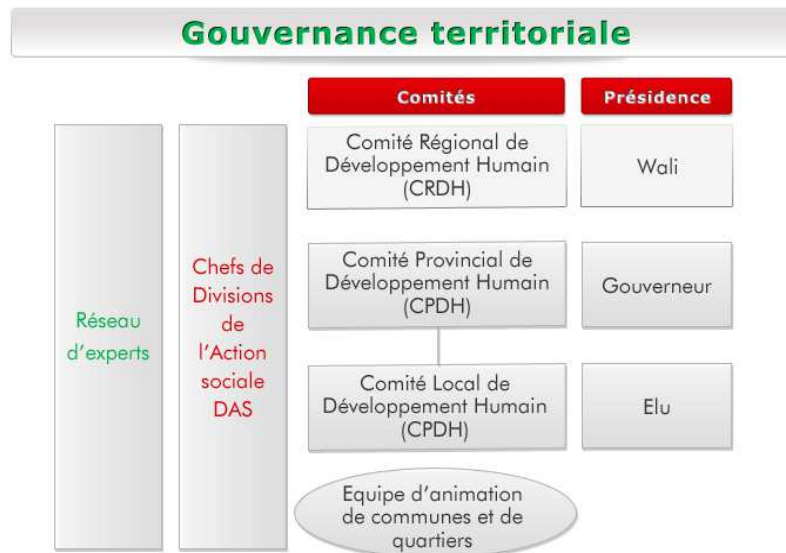 Gouvernance territoriale
Comités
Présidence
Réseau
d'experts
Chefs de
Divisions
de
l'Action
sociale
DAS
Comité Régional de
Développement Humain
(CRDH)
Wali
Comité Provincial de
Développement Humain
(CPDH)
Gouverneur
Comité Local de
Développement Humain
(CPDH)
Elu
Equipe d'animation
de communes et de
quartiers